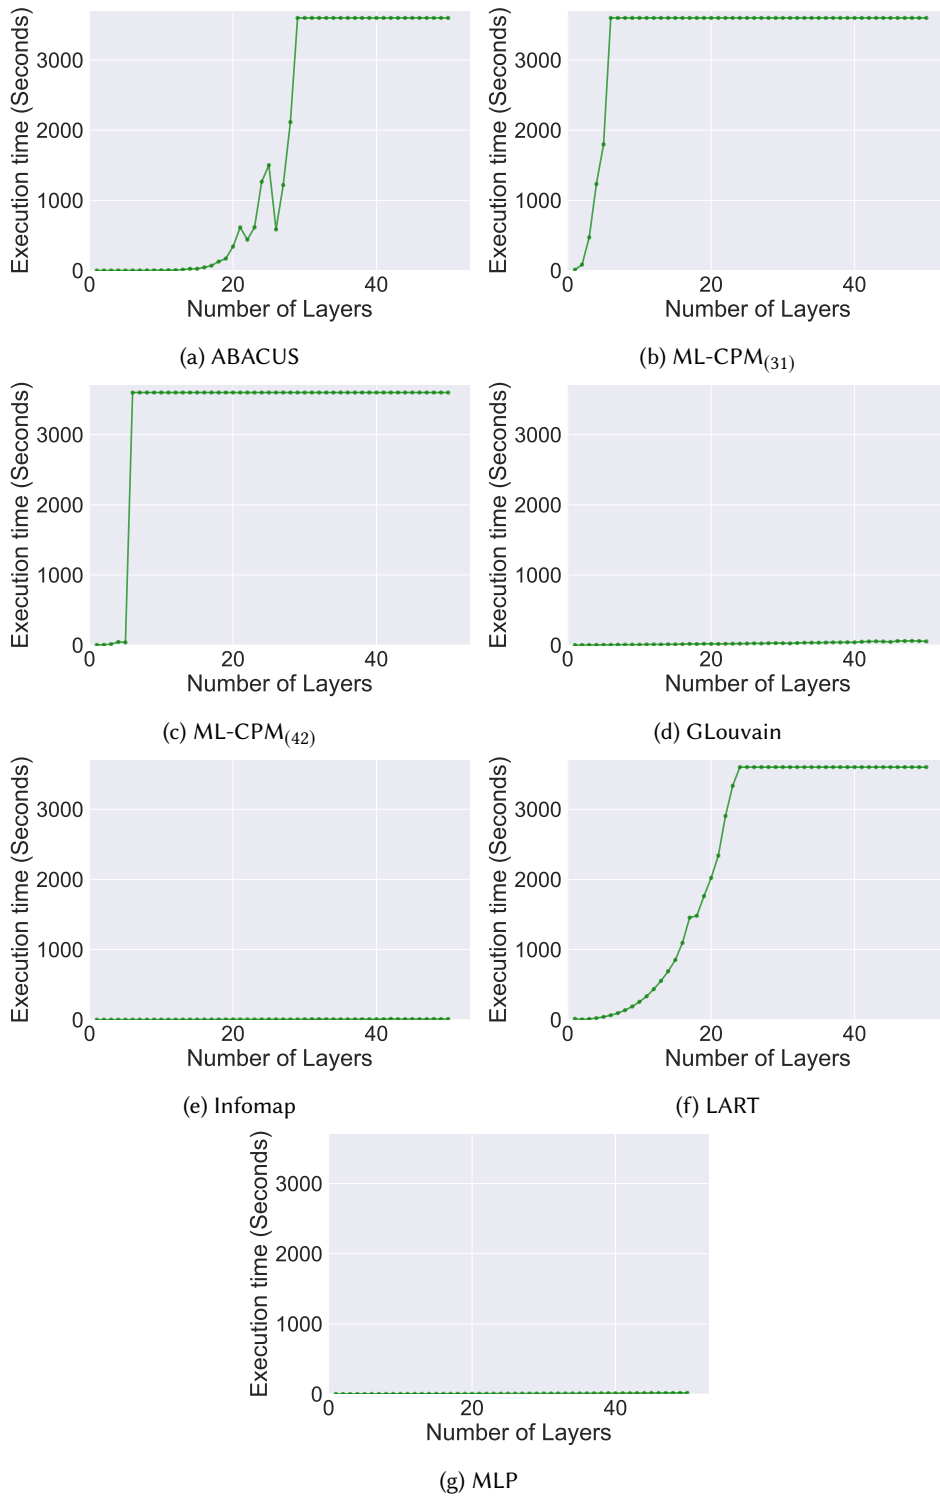 Execution time (Seconds)
3000
2000
1000
0
0 20 40
Number of Layers
(a) ABACUS
Execution time (Seconds)
3000
2000
1000
0
0 20 40
Number of Layers
(b) ML-CPM(31)
Execution time (Seconds)
3000
2000
1000
0
0 20 40
Number of Layers
(c) ML-CPM(42)
Execution time (Seconds)
3000
2000
1000
0
0 20 40
Number of Layers
(d) GLouvain
Execution time (Seconds)
3000
2000
1000
0
0 20 40
Number of Layers
(e) Infomap
Execution time (Seconds)
3000
2000
1000
0
0 20 40
Number of Layers
(f) LART
Execution time (Seconds)
3000
2000
1000
0
0 20 40
Number of Layers
(g) MLP